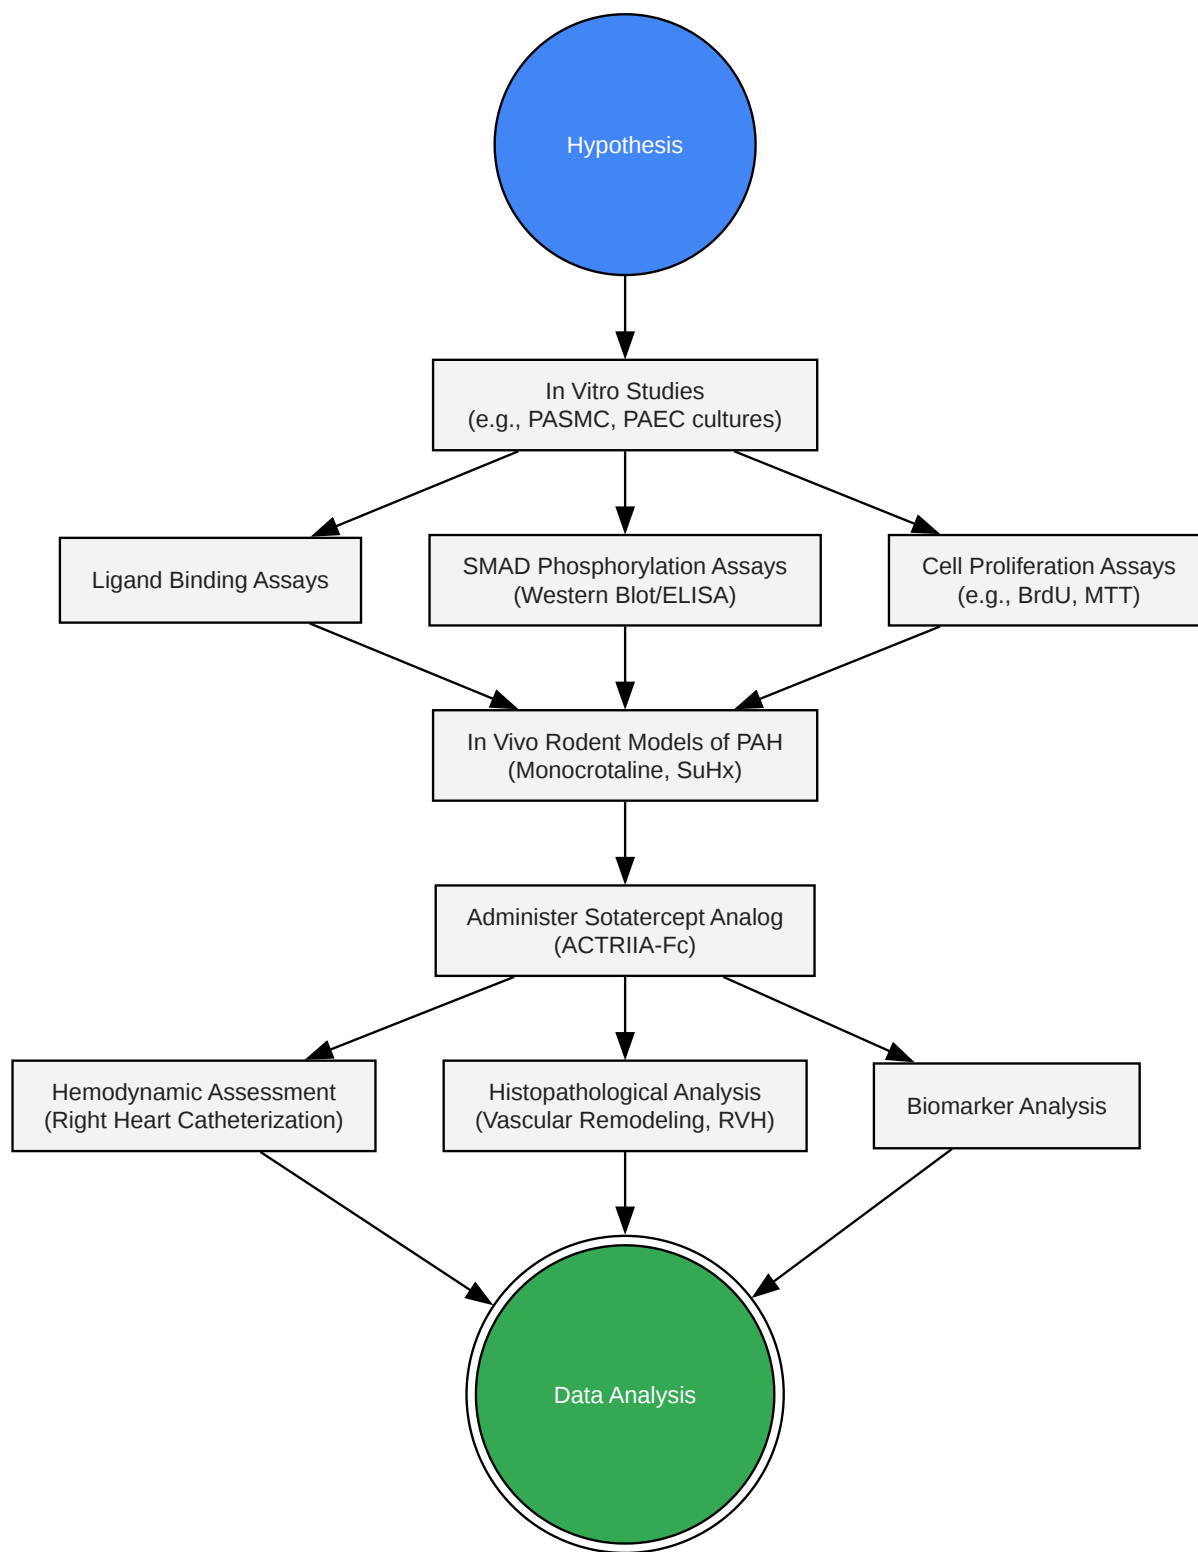 Hypothesis
In Vitro Studies
(e.g., PASMC, PAEC cultures)
Ligand Binding Assays
SMAD Phosphorylation Assays
(Western Blot/ELISA)
Cell Proliferation Assays
(e.g., BrdU, MTT)
In Vivo Rodent Models of PAH
(Monocrotaline, SuHx)
Administer Sotatercept Analog
(ACTRIIA-Fc)
Hemodynamic Assessment
(Right Heart Catheterization)
Histopathological Analysis
(Vascular Remodeling, RVH)
Biomarker Analysis
Data Analysis